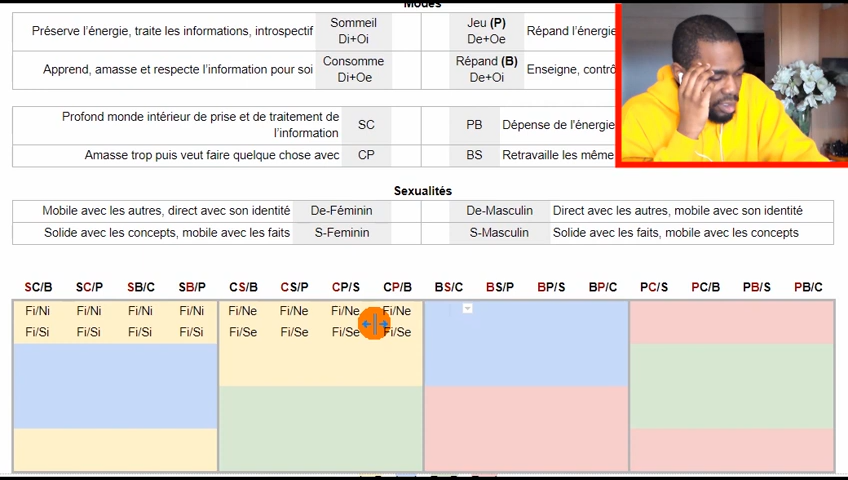 Modes
Préserve l'énergie, traite les informations, introspectif Sommeil Di+Oi Jeu (P) De+Oe Répand l'énergie
Apprend, amasse et respecte l'information pour soi Consomme Di+Oe Répand (B) De+Oi Enseigne, contrô
Profond monde intérieur de prise et de traitement de l'information SC PB Dépense de l'énergie
Amasse trop puis veut faire quelque chose avec CP BS Retravaille les même
Sexualités
Mobile avec les autres, direct avec son identité De-Féminin De-Masculin Direct avec les autres, mobile avec son identité
Solide avec les concepts, mobile avec les faits S-Feminin S-Masculin Solide avec les faits, mobile avec les concepts
SC/B SC/P SB/C SB/P CS/B CS/P CP/S CP/B BS/C BS/P BP/S BP/C PC/S PC/B PB/S PB/C
Fi/Ni Fi/Ni Fi/Ni Fi/Ni Fi/Ne Fi/Ne Fi/Ne Fi/Ne
Fi/Si Fi/Si Fi/Si Fi/Si Fi/Se Fi/Se Fi/Se Fi/Se